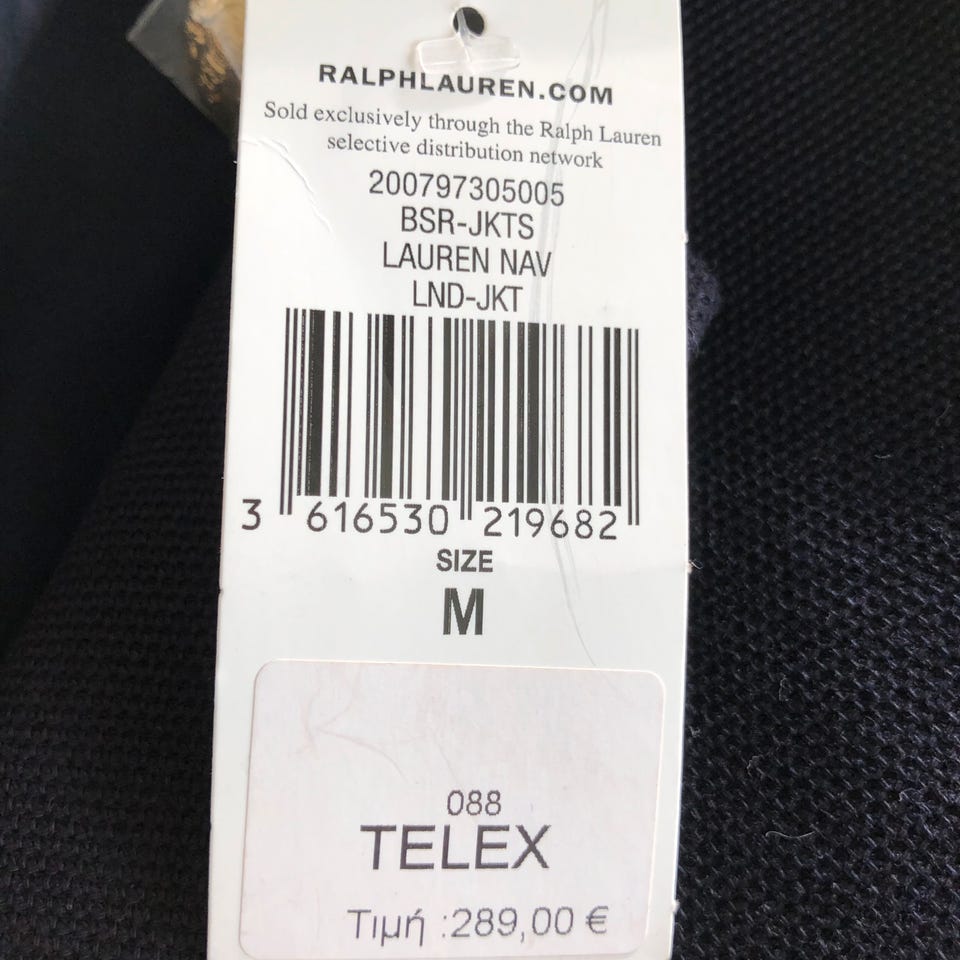 RALPHLAUREN.COM
Sold exclusively through the Ralph Lauren
selective distribution network
200797305005
BSR-JKTS
LAUREN NAV
LND-JKT
3 616530 219682
SIZE
M
088
TELEX
Τιμή :289,00 €